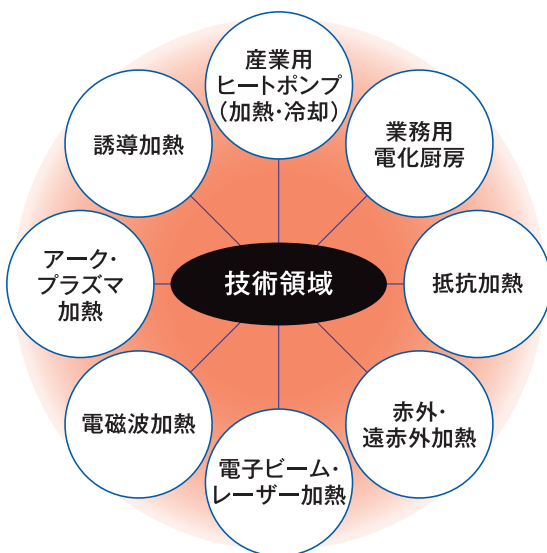 産業用
ヒートポンプ
（加熱・冷却）
業務用
電化厨房
抵抗加熱
赤外・
遠赤外加熱
電子ビーム・
レーザー加熱
電磁波加熱
アーク・
プラズマ
加熱
誘導加熱
技術領域